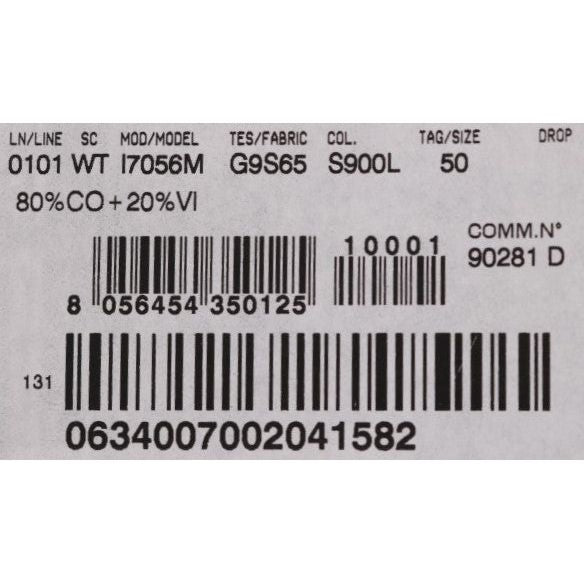 LN/LINE SC MOD/MODEL TES/FABRIC COL. TAG/SIZE DROP
0101 WT I7056M G9S65 S900L 50
80%CO+20%VI
COMM.N°
10001
90281 D
8 056454 350125
131
0634007002041582